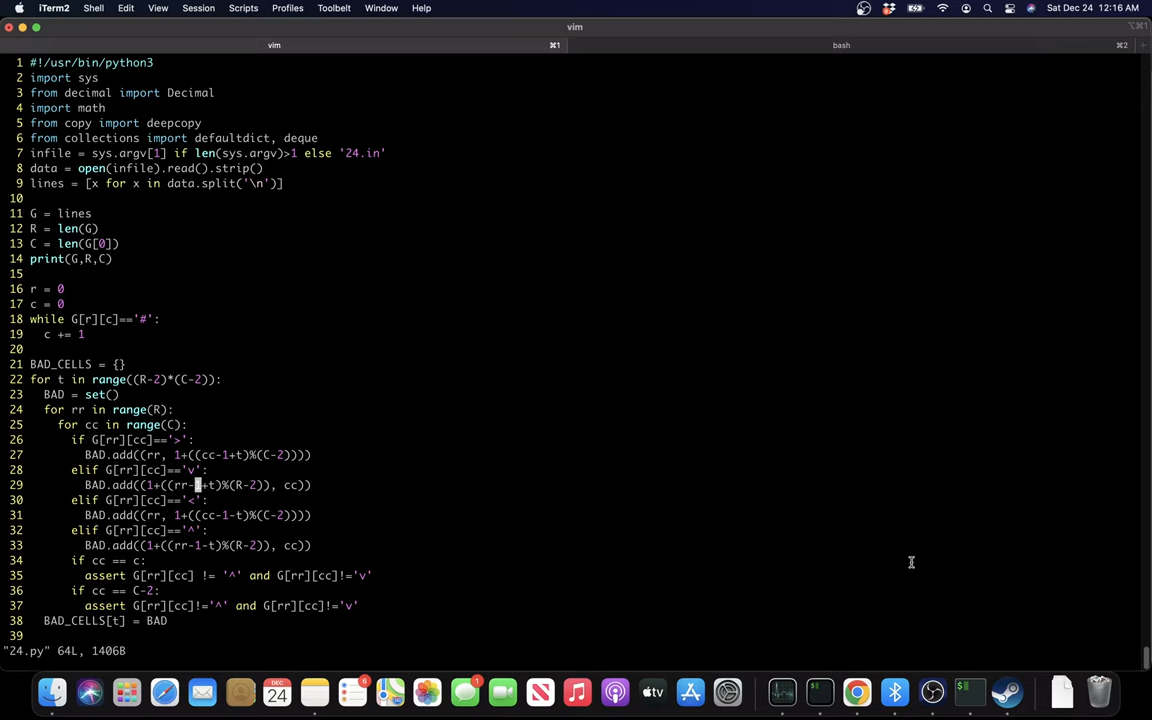 iTerm2 Shell Edit View Session Scripts Profiles Toolbelt Window Help Sat Dec 24 12:16 AM
vim ⌥⌘1
vim ⌘1 bash ⌘2 +
1 #!/usr/bin/python3
2 import sys
3 from decimal import Decimal
4 import math
5 from copy import deepcopy
6 from collections import defaultdict, deque
7 infile = sys.argv[1] if len(sys.argv)>1 else '24.in'
8 data = open(infile).read().strip()
9 lines = [x for x in data.split('\n')]
10
11 G = lines
12 R = len(G)
13 C = len(G[0])
14 print(G,R,C)
15
16 r = 0
17 c = 0
18 while G[r][c]=='#':
19   c += 1
20
21 BAD_CELLS = {}
22 for t in range((R-2)*(C-2)):
23   BAD = set()
24   for rr in range(R):
25     for cc in range(C):
26       if G[rr][cc]=='>':
27         BAD.add((rr, 1+((cc-1+t)%(C-2))))
28       elif G[rr][cc]=='v':
29         BAD.add((1+((rr-1+t)%(R-2)), cc))
30       elif G[rr][cc]=='<':
31         BAD.add((rr, 1+((cc-1-t)%(C-2))))
32       elif G[rr][cc]=='^':
33         BAD.add((1+((rr-1-t)%(R-2)), cc))
34       if cc == c:
35         assert G[rr][cc] != '^' and G[rr][cc]!='v'
36       if cc == C-2:
37         assert G[rr][cc]!='^' and G[rr][cc]!='v'
38   BAD_CELLS[t] = BAD
39
"24.py" 64L, 1406B
DEC
24
6
1
tv
$
$